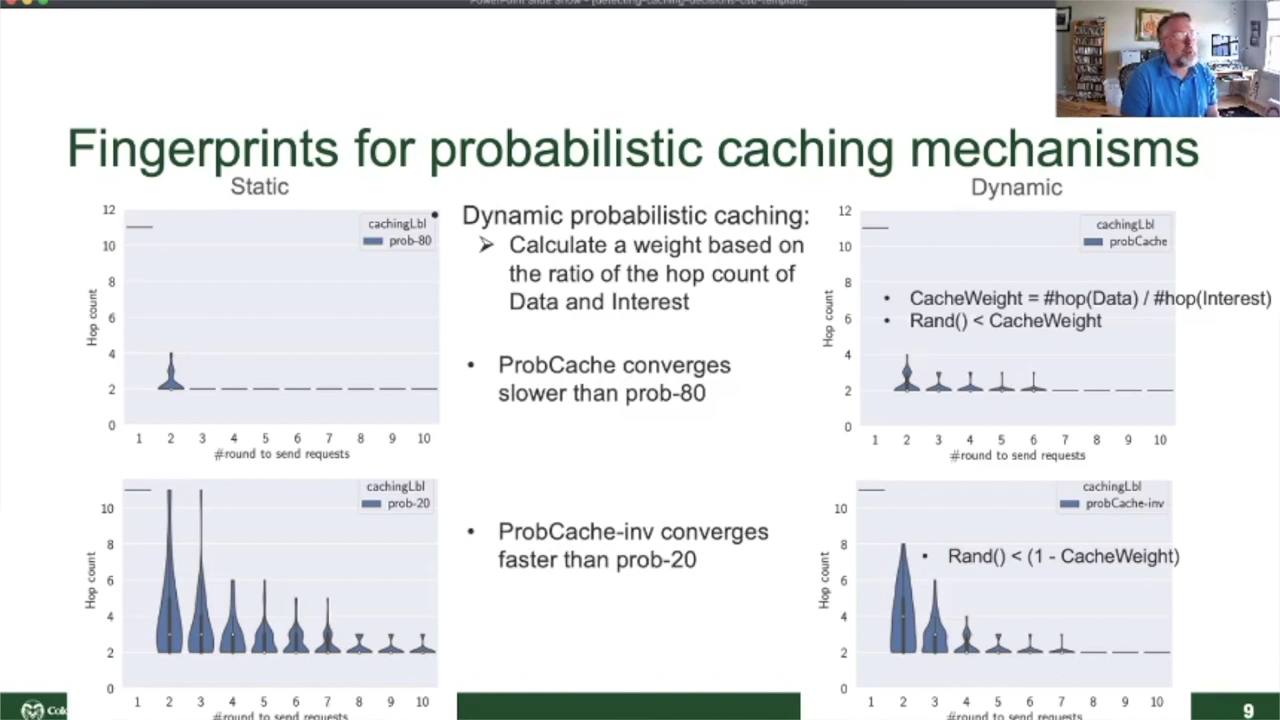 PowerPoint Slide Show - [detecting-caching-decisions-csu-template]
Fingerprints for probabilistic caching mechanisms
Static
12
10
8
6
4
2
0
Hop count
cachingLbl
prob-80
1 2 3 4 5 6 7 8 9 10
#round to send requests
10
8
6
4
2
0
Hop count
cachingLbl
prob-20
1 2 3 4 5 6 7 8 9 10
#round to send requests
Dynamic probabilistic caching:
➢ Calculate a weight based on
the ratio of the hop count of
Data and Interest
• ProbCache converges
slower than prob-80
• ProbCache-inv converges
faster than prob-20
Dynamic
12
10
8
6
4
2
0
Hop count
cachingLbl
probCache
• CacheWeight = #hop(Data) / #hop(Interest)
• Rand() < CacheWeight
1 2 3 4 5 6 7 8 9 10
#round to send requests
10
8
6
4
2
0
Hop count
cachingLbl
probCache-inv
• Rand() < (1 - CacheWeight)
1 2 3 4 5 6 7 8 9 10
#round to send requests
9